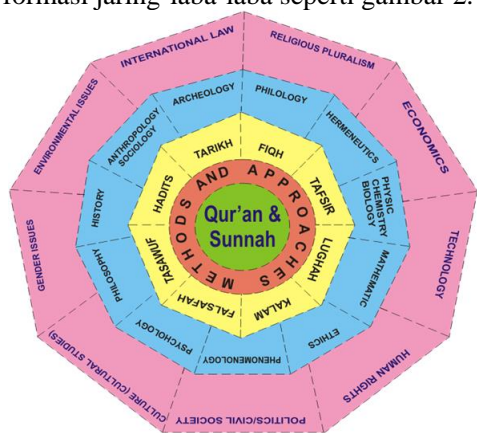 formasi jaring laba-laba seperti gambar 2.
INTERNATIONAL LAW
RELIGIOUS PLURALISM
ECONOMICS
TECHNOLOGY
HUMAN RIGHTS
POLITICS/CIVIL SOCIETY
CULTURE (CULTURAL STUDIES)
GENDER ISSUES
ENVIRONMENTAL ISSUES
ARCHEOLOGY
PHILOLOGY
HERMENEUTICS
PHYSIC
CHEMISTRY
BIOLOGY
MATHEMATIC
ETHICS
PHENOMENOLOGY
PSYCHOLOGY
PHILOSOPHY
HISTORY
ANTHROPOLOGY
SOCIOLOGY
TARIKH
FIQH
TAFSIR
LUGHAH
KALAM
FALSAFAH
TASAWUF
HADITS
METHODS AND APPROACHES
Qur'an &
Sunnah